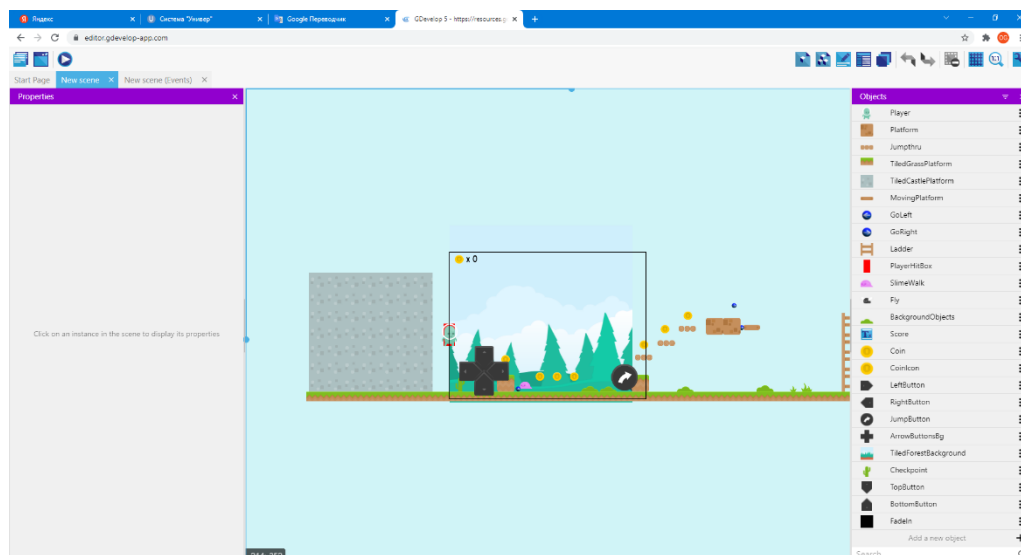 Яндекс
Система "Универ"
Google Переводчик
GDevelop 5 - https://resources.g
editor.gdevelop-app.com
Start Page
New scene
New scene (Events)
Properties
Click on an instance in the scene to display its properties
x 0
Objects
Player
Platform
Jumpthru
TiledGrassPlatform
TiledCastlePlatform
MovingPlatform
GoLeft
GoRight
Ladder
PlayerHitBox
SlimeWalk
Fly
BackgroundObjects
Score
Coin
CoinIcon
LeftButton
RightButton
JumpButton
ArrowButtonsBg
TiledForestBackground
Checkpoint
TopButton
BottomButton
FadeIn
Add a new object
Search